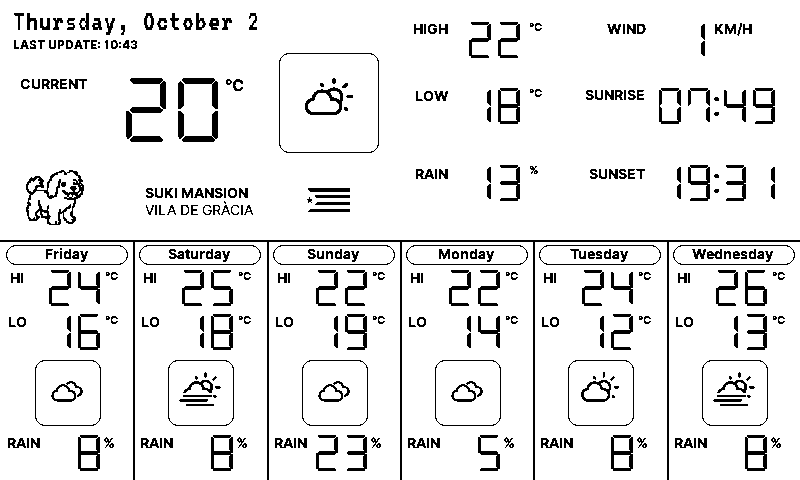 Thursday, October 2
LAST UPDATE: 10:43
CURRENT 20 °C
SUKI MANSION
VILA DE GRÀCIA
HIGH 22 °C
LOW 18 °C
RAIN 13 %
WIND 1 KM/H
SUNRISE 07:49
SUNSET 19:31
Friday
HI 24 °C
LO 16 °C
RAIN 8 %
Saturday
HI 25 °C
LO 18 °C
RAIN 8 %
Sunday
HI 22 °C
LO 19 °C
RAIN 23 %
Monday
HI 22 °C
LO 14 °C
RAIN 5 %
Tuesday
HI 24 °C
LO 12 °C
RAIN 8 %
Wednesday
HI 26 °C
LO 13 °C
RAIN 8 %